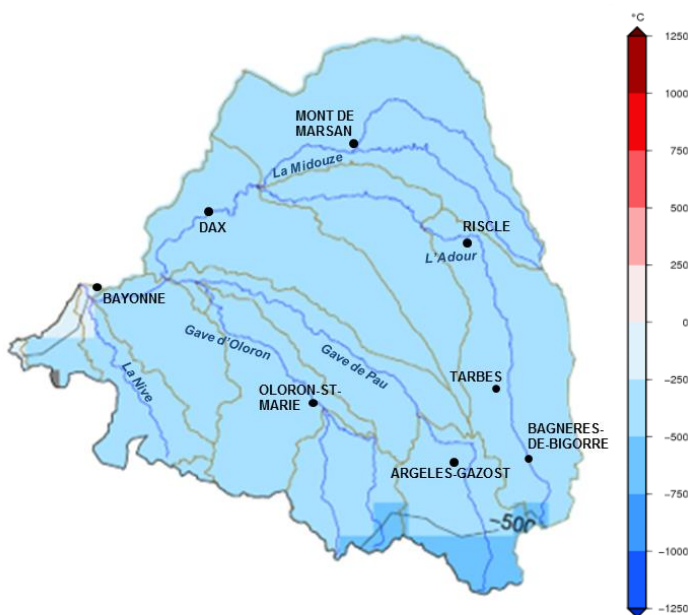 °C
1250
1000
750
500
250
0
−250
−500
−750
−1000
−1250
MONT DE
MARSAN
La Midouze
DAX
RISCLE
L'Adour
BAYONNE
Gave d'Oloron
Gave de Pau
La Nive
TARBES
OLORON-ST-
MARIE
BAGNERES-
DE-BIGORRE
ARGELES-GAZOST
−500